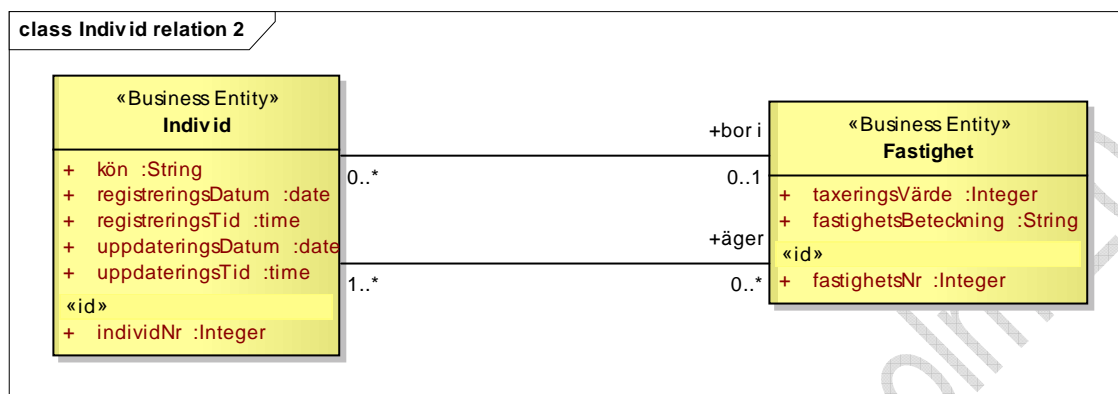 class Individ relation 2
«Business Entity»
Individ
+ kön :String
+ registreringsDatum :date
+ registreringsTid :time
+ uppdateringsDatum :date
+ uppdateringsTid :time
«id»
+ individNr :Integer
+bor i
0..*
0..1
+äger
1..*
0..*
«Business Entity»
Fastighet
+ taxeringsVärde :Integer
+ fastighetsBeteckning :String
«id»
+ fastighetsNr :Integer